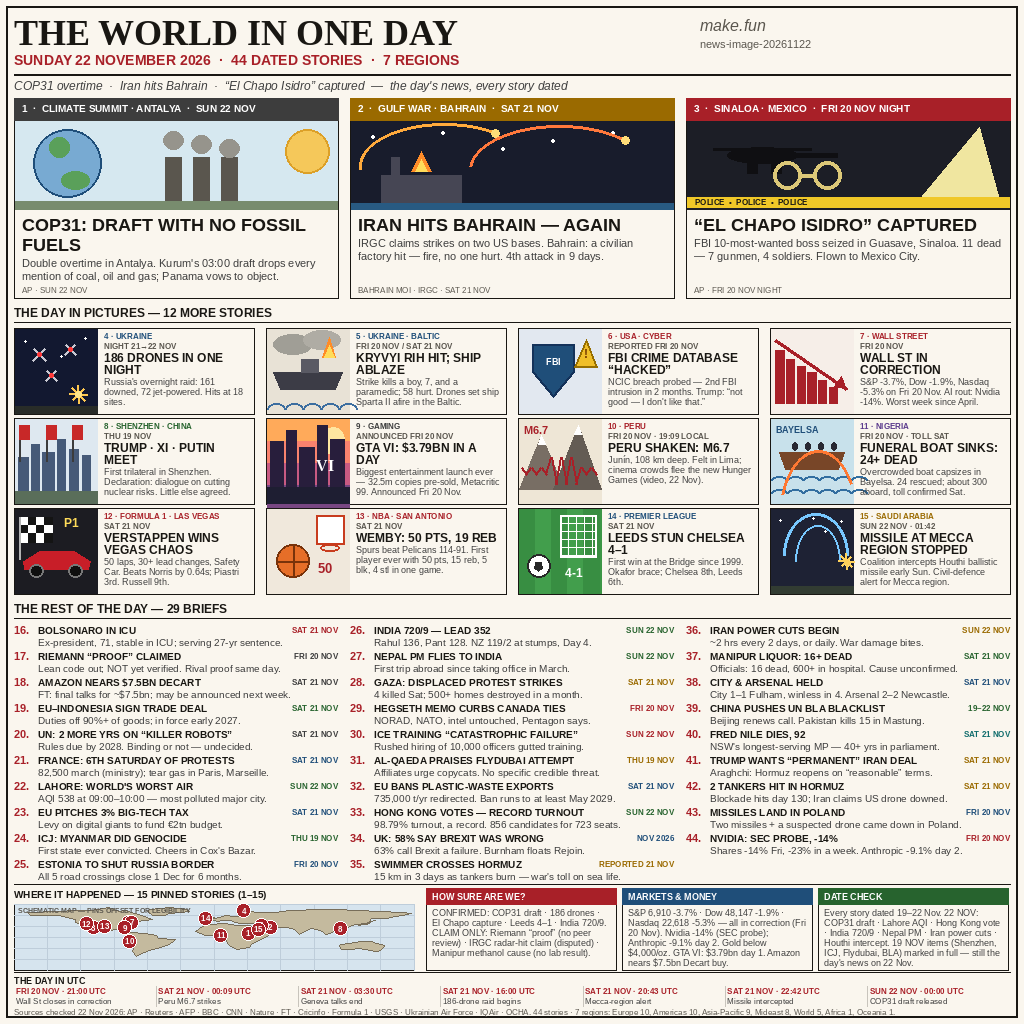 THE WORLD IN ONE DAY
make.fun
news-image-20261122
SUNDAY 22 NOVEMBER 2026 · 44 DATED STORIES · 7 REGIONS
COP31 overtime · Iran hits Bahrain · “El Chapo Isidro” captured — the day's news, every story dated
1 · CLIMATE SUMMIT · ANTALYA · SUN 22 NOV
COP31: DRAFT WITH NO FOSSIL
FUELS
Double overtime in Antalya. Kurum's 03:00 draft drops every
mention of coal, oil and gas; Panama vows to object.
AP · SUN 22 NOV
2 · GULF WAR · BAHRAIN · SAT 21 NOV
IRAN HITS BAHRAIN — AGAIN
IRGC claims strikes on two US bases. Bahrain: a civilian
factory hit — fire, no one hurt. 4th attack in 9 days.
BAHRAIN MOI · IRGC · SAT 21 NOV
3 · SINALOA · MEXICO · FRI 20 NOV NIGHT
POLICE • POLICE • POLICE
“EL CHAPO ISIDRO” CAPTURED
FBI 10-most-wanted boss seized in Guasave, Sinaloa. 11 dead
— 7 gunmen, 4 soldiers. Flown to Mexico City.
AP · FRI 20 NOV NIGHT
THE DAY IN PICTURES — 12 MORE STORIES
4 · UKRAINE
NIGHT 21→22 NOV
186 DRONES IN ONE
NIGHT
Russia's overnight raid: 161
downed, 72 jet-powered. Hits at 18
sites.
5 · UKRAINE · BALTIC
FRI 20 NOV / SAT 21 NOV
KRYVYI RIH HIT; SHIP
ABLAZE
Strike kills a boy, 7, and a
paramedic; 58 hurt. Drones set ship
Sparta II afire in the Baltic.
FBI
!
6 · USA · CYBER
REPORTED FRI 20 NOV
FBI CRIME DATABASE
“HACKED”
NCIC breach probed — 2nd FBI
intrusion in 2 months. Trump: “not
good — I don't like that.”
7 · WALL STREET
FRI 20 NOV
WALL ST IN
CORRECTION
S&P -3.7%, Dow -1.9%, Nasdaq
-5.3% on Fri 20 Nov. AI rout: Nvidia
-14%. Worst week since April.
8 · SHENZHEN · CHINA
THU 19 NOV
TRUMP · XI · PUTIN
MEET
First trilateral in Shenzhen.
Declaration: dialogue on cutting
nuclear risks. Little else agreed.
VI
9 · GAMING
ANNOUNCED FRI 20 NOV
GTA VI: $3.79BN IN A
DAY
Biggest entertainment launch ever
— 32.5m copies pre-sold, Metacritic
99. Announced Fri 20 Nov.
M6.7
10 · PERU
FRI 20 NOV · 19:09 LOCAL
PERU SHAKEN: M6.7
Junin, 108 km deep. Felt in Lima;
cinema crowds flee the new Hunger
Games (video, 22 Nov).
BAYELSA
11 · NIGERIA
FRI 20 NOV · TOLL SAT
FUNERAL BOAT SINKS:
24+ DEAD
Overcrowded boat capsizes in
Bayelsa. 24 rescued; about 300
aboard, toll confirmed Sat.
P1
12 · FORMULA 1 · LAS VEGAS
SAT 21 NOV
VERSTAPPEN WINS
VEGAS CHAOS
50 laps, 30+ lead changes, Safety
Car. Beats Norris by 0.64s; Piastri
3rd. Russell 9th.
50
13 · NBA · SAN ANTONIO
SAT 21 NOV
WEMBY: 50 PTS, 19 REB
Spurs beat Pelicans 114-91. First
player ever with 50 pts, 15 reb, 5
blk, 4 stl in one game.
4-1
14 · PREMIER LEAGUE
SAT 21 NOV
LEEDS STUN CHELSEA
4–1
First win at the Bridge since 1999.
Okafor brace; Chelsea 8th, Leeds
6th.
15 · SAUDI ARABIA
SUN 22 NOV · 01:42
MISSILE AT MECCA
REGION STOPPED
Coalition intercepts Houthi ballistic
missile early Sun. Civil-defence
alert for Mecca region.
THE REST OF THE DAY — 29 BRIEFS
16. BOLSONARO IN ICU SAT 21 NOV
Ex-president, 71, stable in ICU; serving 27-yr sentence.
17. RIEMANN “PROOF” CLAIMED FRI 20 NOV
Lean code out; NOT yet verified. Rival proof same day.
18. AMAZON NEARS $7.5BN DECART SAT 21 NOV
FT: final talks for ~$7.5bn; may be announced next week.
19. EU–INDONESIA SIGN TRADE DEAL SAT 21 NOV
Duties off 90%+ of goods; in force early 2027.
20. UN: 2 MORE YRS ON “KILLER ROBOTS” SAT 21 NOV
Rules due by 2028. Binding or not — undecided.
21. FRANCE: 6TH SATURDAY OF PROTESTS SAT 21 NOV
82,500 march (ministry); tear gas in Paris, Marseille.
22. LAHORE: WORLD'S WORST AIR SUN 22 NOV
AQI 538 at 09:00–10:00 — most polluted major city.
23. EU PITCHES 3% BIG-TECH TAX SAT 21 NOV
Levy on digital giants to fund €2tn budget.
24. ICJ: MYANMAR DID GENOCIDE THU 19 NOV
First state ever convicted. Cheers in Cox's Bazar.
25. ESTONIA TO SHUT RUSSIA BORDER FRI 20 NOV
All 5 road crossings close 1 Dec for 6 months.
26. INDIA 720/9 — LEAD 352 SUN 22 NOV
Rahul 136, Pant 128. NZ 119/2 at stumps, Day 4.
27. NEPAL PM FLIES TO INDIA SUN 22 NOV
First trip abroad since taking office in March.
28. GAZA: DISPLACED PROTEST STRIKES SAT 21 NOV
4 killed Sat; 500+ homes destroyed in a month.
29. HEGSETH MEMO CURBS CANADA TIES FRI 20 NOV
NORAD, NATO, intel untouched, Pentagon says.
30. ICE TRAINING “CATASTROPHIC FAILURE” SUN 22 NOV
Rushed hiring of 10,000 officers gutted training.
31. AL-QAEDA PRAISES FLYDUBAI ATTEMPT THU 19 NOV
Affiliates urge copycats. No specific credible threat.
32. EU BANS PLASTIC-WASTE EXPORTS SAT 21 NOV
735,000 t/yr redirected. Ban runs to at least May 2029.
33. HONG KONG VOTES — RECORD TURNOUT SUN 22 NOV
98.79% turnout, a record. 856 candidates for 723 seats.
34. UK: 58% SAY BREXIT WAS WRONG NOV 2026
63% call Brexit a failure. Burnham floats Rejoin.
35. SWIMMER CROSSES HORMUZ REPORTED 21 NOV
15 km in 3 days as tankers burn — war's toll on sea life.
36. IRAN POWER CUTS BEGIN SUN 22 NOV
~2 hrs every 2 days, or daily. War damage bites.
37. MANIPUR LIQUOR: 16+ DEAD SAT 21 NOV
Officials: 16 dead, 600+ in hospital. Cause unconfirmed.
38. CITY & ARSENAL HELD SAT 21 NOV
City 1–1 Fulham, winless in 4. Arsenal 2–2 Newcastle.
39. CHINA PUSHES UN BLA BLACKLIST 19–22 NOV
Beijing renews call. Pakistan kills 15 in Mastung.
40. FRED NILE DIES, 92 SAT 21 NOV
NSW's longest-serving MP — 40+ yrs in parliament.
41. TRUMP WANTS “PERMANENT” IRAN DEAL SAT 21 NOV
Araghchi: Hormuz reopens on “reasonable” terms.
42. 2 TANKERS HIT IN HORMUZ SAT 21 NOV
Blockade hits day 130; Iran claims US drone downed.
43. MISSILES LAND IN POLAND FRI 20 NOV
Two missiles + a suspected drone came down in Poland.
44. NVIDIA: SEC PROBE, -14% FRI 20 NOV
Shares -14% Fri, -23% in a week. Anthropic -9.1% day 2.
WHERE IT HAPPENED — 15 PINNED STORIES (1–15)
SCHEMATIC MAP — PINS OFFSET FOR LEGIBILITY
12 13 7 9 10 14 4 11 1 15 2 8
HOW SURE ARE WE?
CONFIRMED: COP31 draft · 186 drones ·
EI Chapo capture · Leeds 4–1 · India 720/9.
CLAIM ONLY: Riemann “proof” (no peer
review) · IRGC radar-hit claim (disputed) ·
Manipur methanol cause (no lab result).
MARKETS & MONEY
S&P 6,910 -3.7% · Dow 48,147 -1.9% ·
Nasdaq 22,618 -5.3% — all in correction (Fri
20 Nov). Nvidia -14% (SEC probe);
Anthropic -9.1% day 2. Gold below
$4,000/oz. GTA VI: $3.79bn day 1. Amazon
nears $7.5bn Decart buy.
DATE CHECK
Every story dated 19–22 Nov. 22 NOV:
COP31 draft · Lahore AQI · Hong Kong vote
· India 720/9 · Nepal PM · Iran power cuts ·
Houthi intercept. 19 NOV items (Shenzhen,
ICJ, Flydubai, BLA) marked in full — still the
day's news on 22 Nov.
THE DAY IN UTC
FRI 20 NOV · 21:00 UTC
Wall St closes in correction
SAT 21 NOV · 00:09 UTC
Peru M6.7 strikes
SAT 21 NOV · 03:30 UTC
Geneva talks end
SAT 21 NOV · 16:00 UTC
186-drone raid begins
SAT 21 NOV · 20:43 UTC
Mecca-region alert
SAT 21 NOV · 22:42 UTC
Missile intercepted
SUN 22 NOV · 00:00 UTC
COP31 draft released
Sources checked 22 Nov 2026: AP · Reuters · AFP · BBC · CNN · Nature · FT · Cricinfo · Formula 1 · USGS · Ukrainian Air Force · IQAir · OCHA. 44 stories · 7 regions: Europe 10, Americas 10, Asia-Pacific 9, Mideast 8, World 5, Africa 1, Oceania 1.